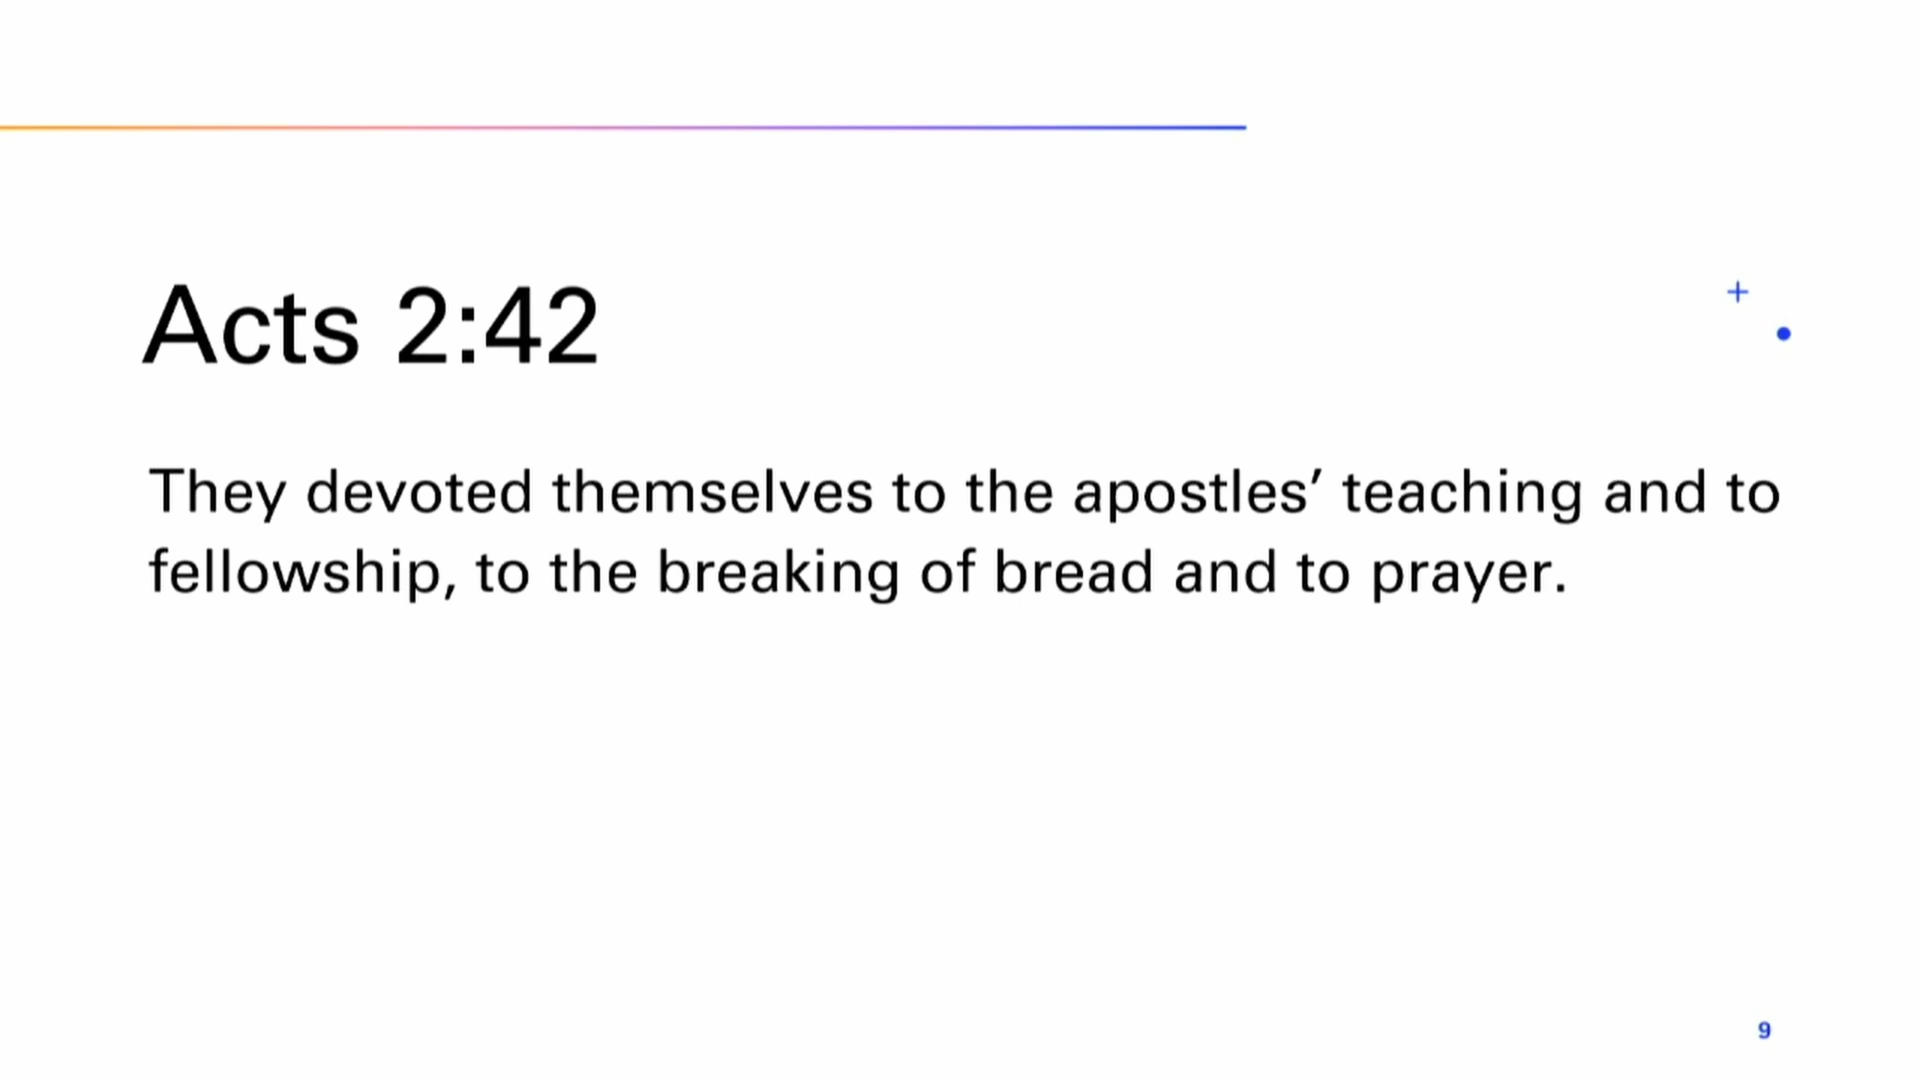 Acts 2:42
They devoted themselves to the apostles’ teaching and to
fellowship, to the breaking of bread and to prayer.
9